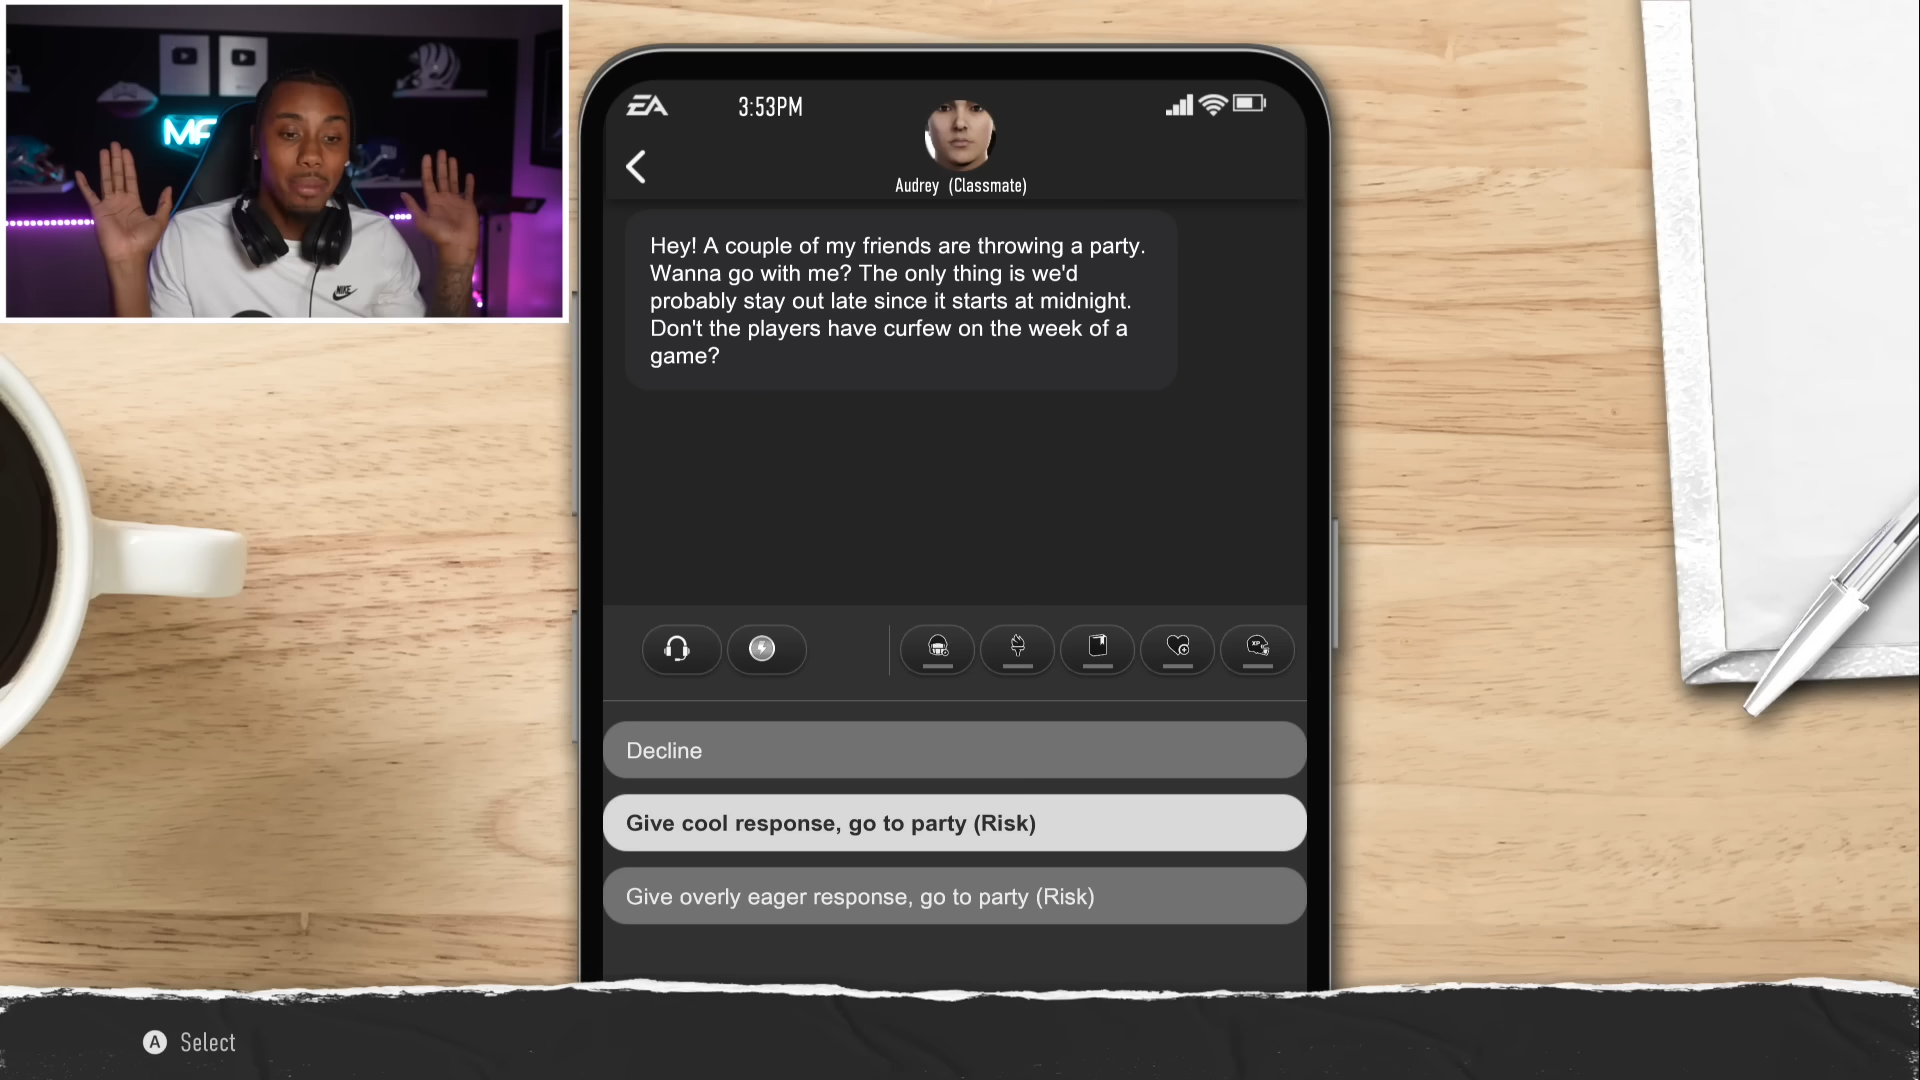 MF
NIKE
EA
3:53PM
Audrey (Classmate)
Hey! A couple of my friends are throwing a party.
Wanna go with me? The only thing is we'd
probably stay out late since it starts at midnight.
Don't the players have curfew on the week of a
game?
XP
Decline
Give cool response, go to party (Risk)
Give overly eager response, go to party (Risk)
A Select